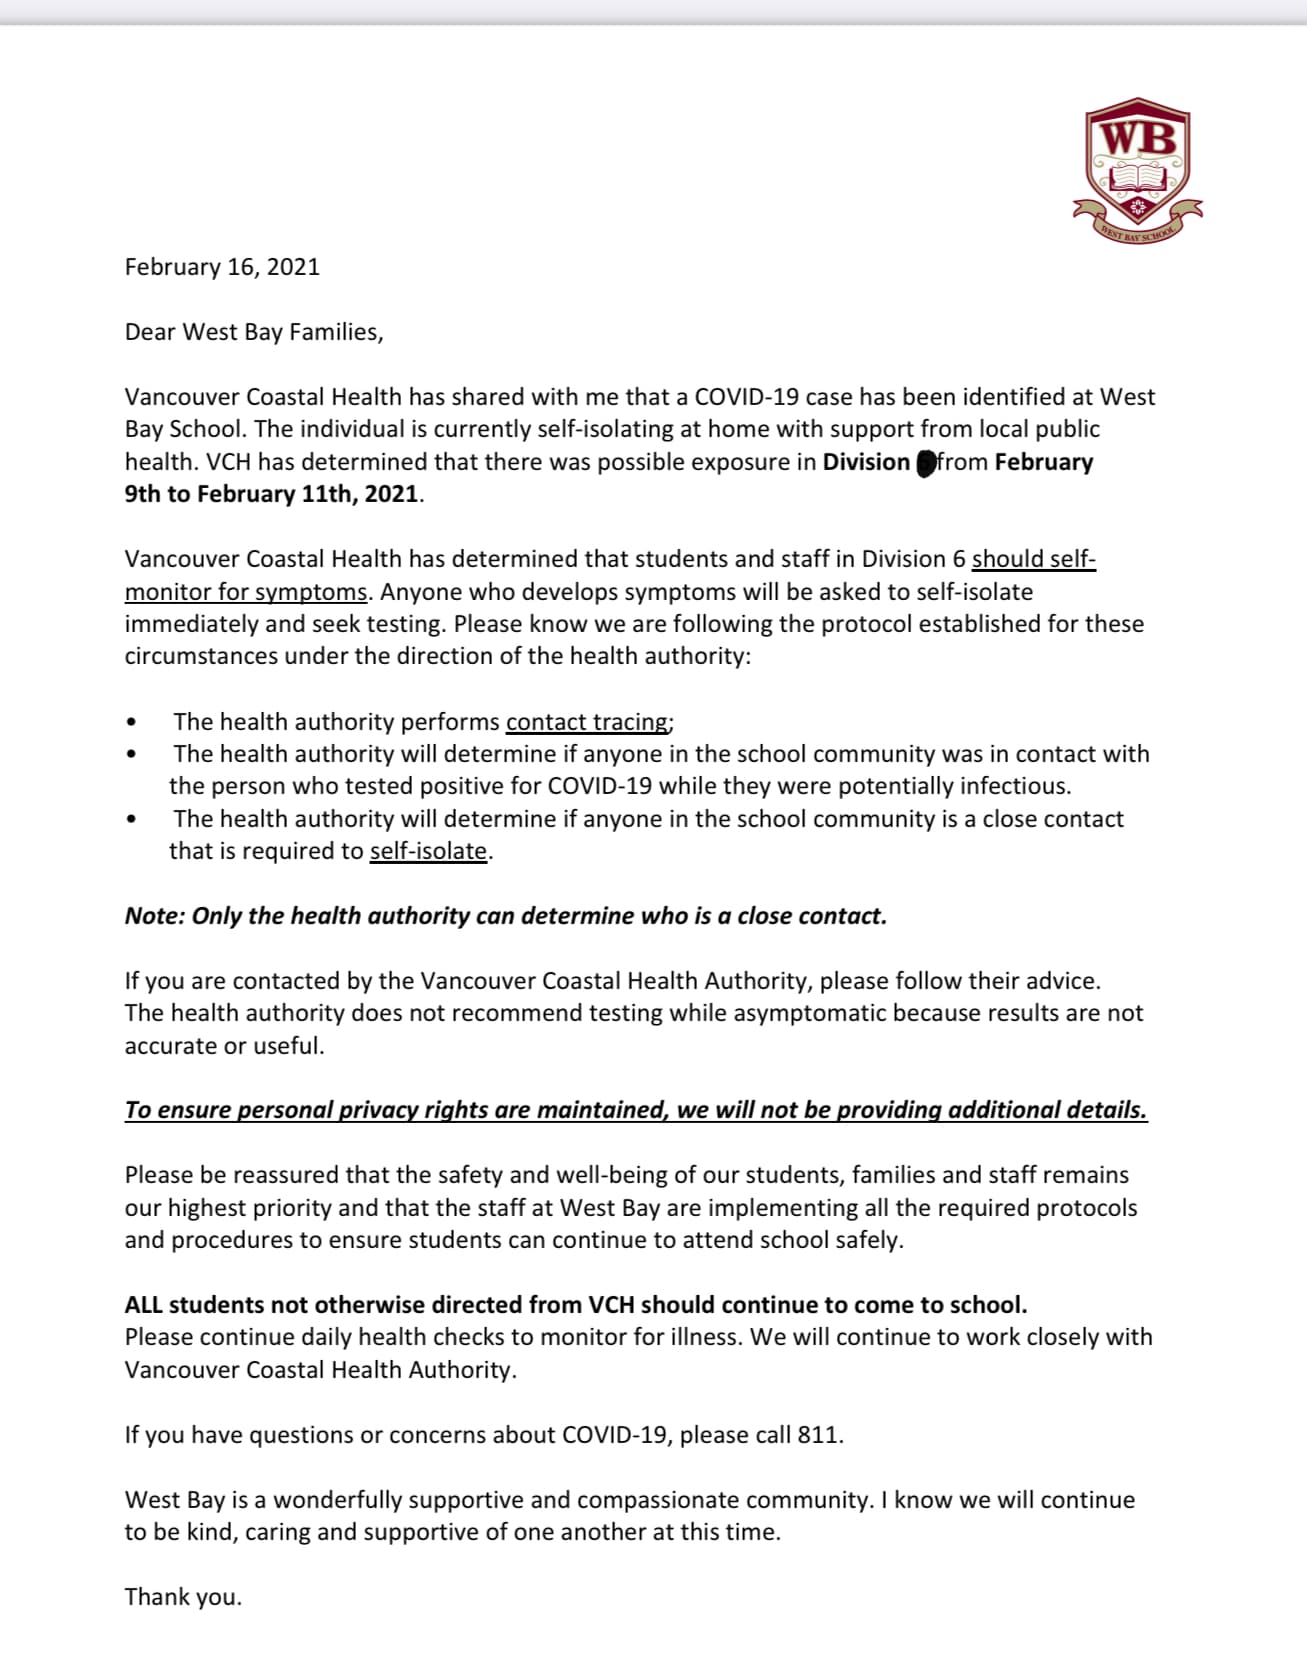 WB
WEST BAY SCHOOL
February 16, 2021
Dear West Bay Families,
Vancouver Coastal Health has shared with me that a COVID-19 case has been identified at West
Bay School. The individual is currently self-isolating at home with support from local public
health. VCH has determined that there was possible exposure in Division from February
9th to February 11th, 2021.
Vancouver Coastal Health has determined that students and staff in Division 6 should self-
monitor for symptoms. Anyone who develops symptoms will be asked to self-isolate
immediately and seek testing. Please know we are following the protocol established for these
circumstances under the direction of the health authority:
• The health authority performs contact tracing;
• The health authority will determine if anyone in the school community was in contact with
the person who tested positive for COVID-19 while they were potentially infectious.
• The health authority will determine if anyone in the school community is a close contact
that is required to self-isolate.
Note: Only the health authority can determine who is a close contact.
If you are contacted by the Vancouver Coastal Health Authority, please follow their advice.
The health authority does not recommend testing while asymptomatic because results are not
accurate or useful.
To ensure personal privacy rights are maintained, we will not be providing additional details.
Please be reassured that the safety and well-being of our students, families and staff remains
our highest priority and that the staff at West Bay are implementing all the required protocols
and procedures to ensure students can continue to attend school safely.
ALL students not otherwise directed from VCH should continue to come to school.
Please continue daily health checks to monitor for illness. We will continue to work closely with
Vancouver Coastal Health Authority.
If you have questions or concerns about COVID-19, please call 811.
West Bay is a wonderfully supportive and compassionate community. I know we will continue
to be kind, caring and supportive of one another at this time.
Thank you.